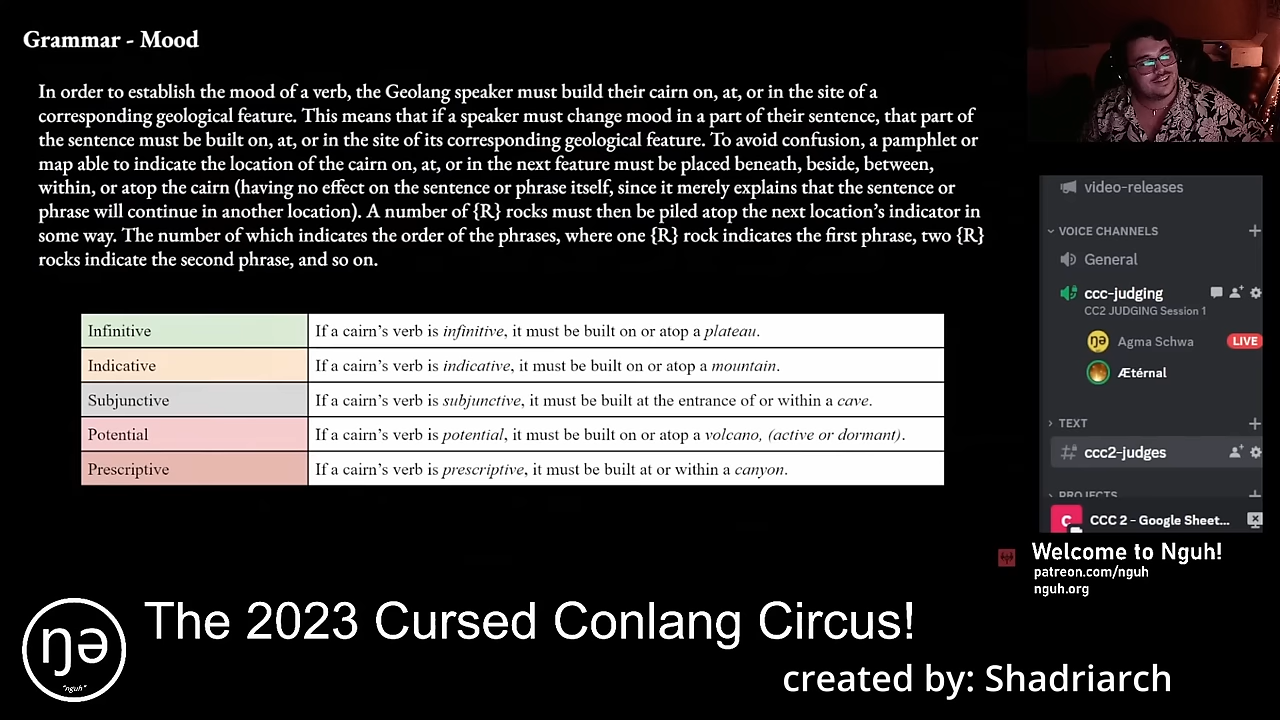 Grammar - Mood
In order to establish the mood of a verb, the Geolang speaker must build their cairn on, at, or in the site of a
corresponding geological feature. This means that if a speaker must change mood in a part of their sentence, that part of
the sentence must be built on, at, or in the site of its corresponding geological feature. To avoid confusion, a pamphlet or
map able to indicate the location of the cairn on, at, or in the next feature must be placed beneath, beside, between,
within, or atop the cairn (having no effect on the sentence or phrase itself, since it merely explains that the sentence or
phrase will continue in another location). A number of {R} rocks must then be piled atop the next location's indicator in
some way. The number of which indicates the order of the phrases, where one {R} rock indicates the first phrase, two {R}
rocks indicate the second phrase, and so on.
Infinitive If a cairn's verb is infinitive, it must be built on or atop a plateau.
Indicative If a cairn's verb is indicative, it must be built on or atop a mountain.
Subjunctive If a cairn's verb is subjunctive, it must be built at the entrance of or within a cave.
Potential If a cairn's verb is potential, it must be built on or atop a volcano, (active or dormant).
Prescriptive If a cairn's verb is prescriptive, it must be built at or within a canyon.
video-releases
VOICE CHANNELS
General
ccc-judging
CC2 JUDGING Session 1
ŋə Agma Schwa LIVE
Ætérnal
TEXT
ccc2-judges
PROJECTS
C CCC 2 - Google Sheet...
Welcome to Nguh!
patreon.com/nguh
nguh.org
ŋə
"nguh"
The 2023 Cursed Conlang Circus!
created by: Shadriarch